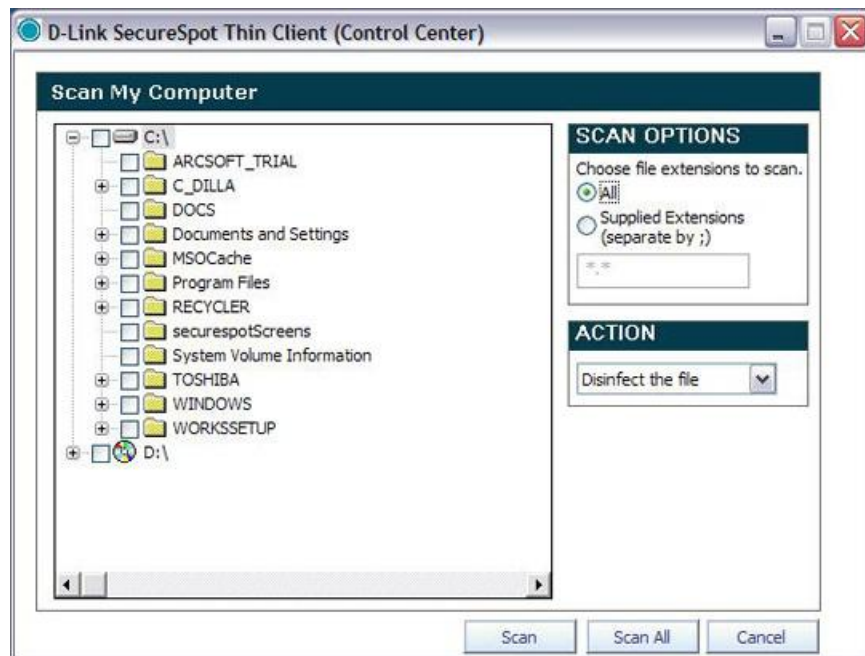 D-Link SecureSpot Thin Client (Control Center)
Scan My Computer
C:\
ARCSOFT_TRIAL
C_DILLA
DOCS
Documents and Settings
MSOCache
Program Files
RECYCLER
securespotScreens
System Volume Information
TOSHIBA
WINDOWS
WORKSSETUP
D:\
SCAN OPTIONS
Choose file extensions to scan.
All
Supplied Extensions
(separate by ;)
*.*
ACTION
Disinfect the file
Scan
Scan All
Cancel